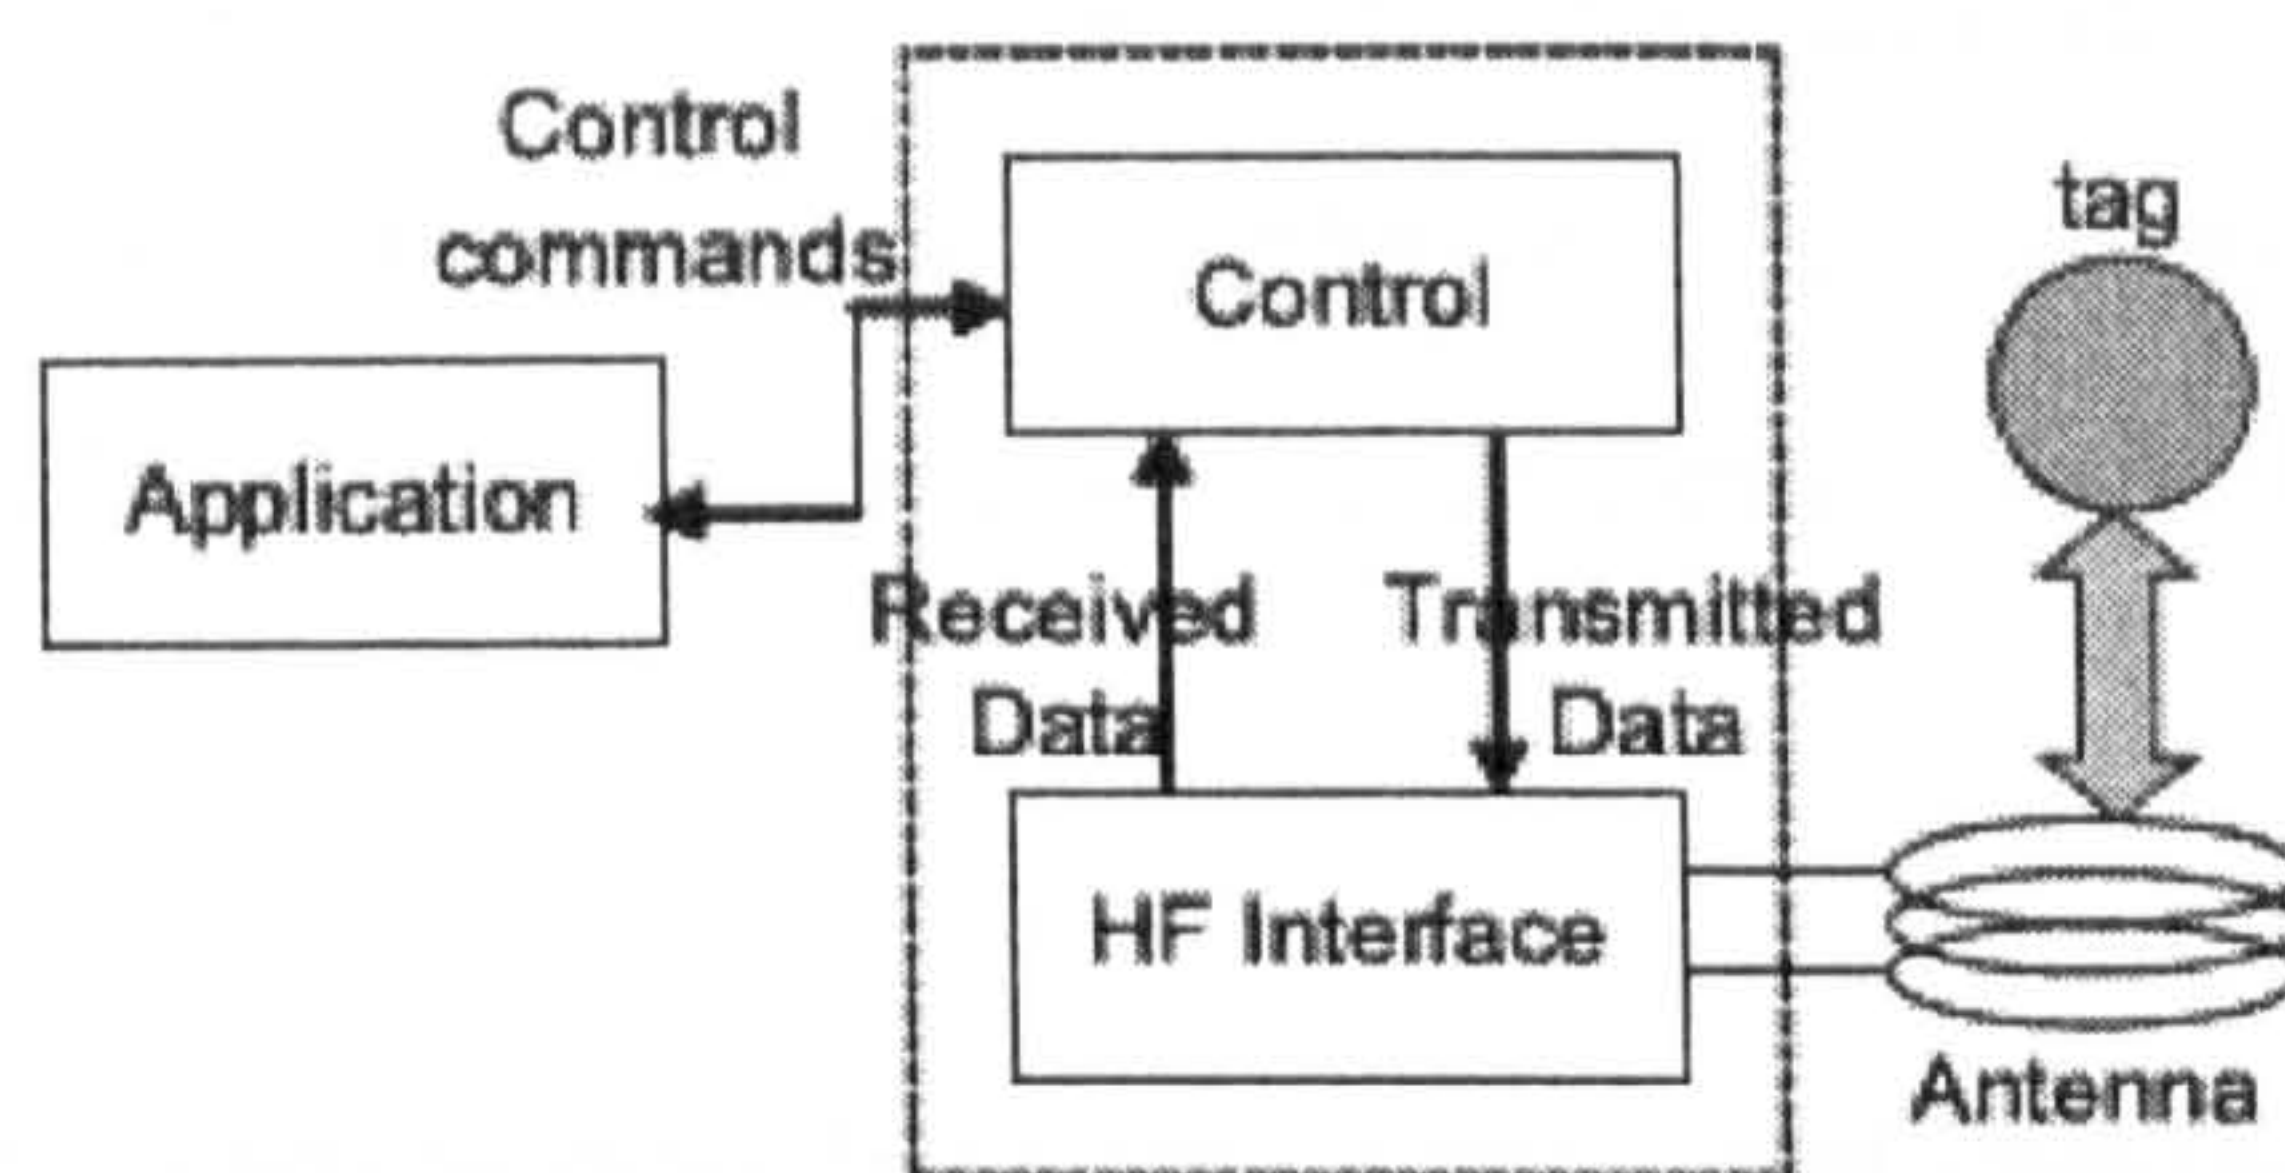 Control
commands
Control
tag
Application
Received
Data
Transmitted
Data
HF Interface
Antenna